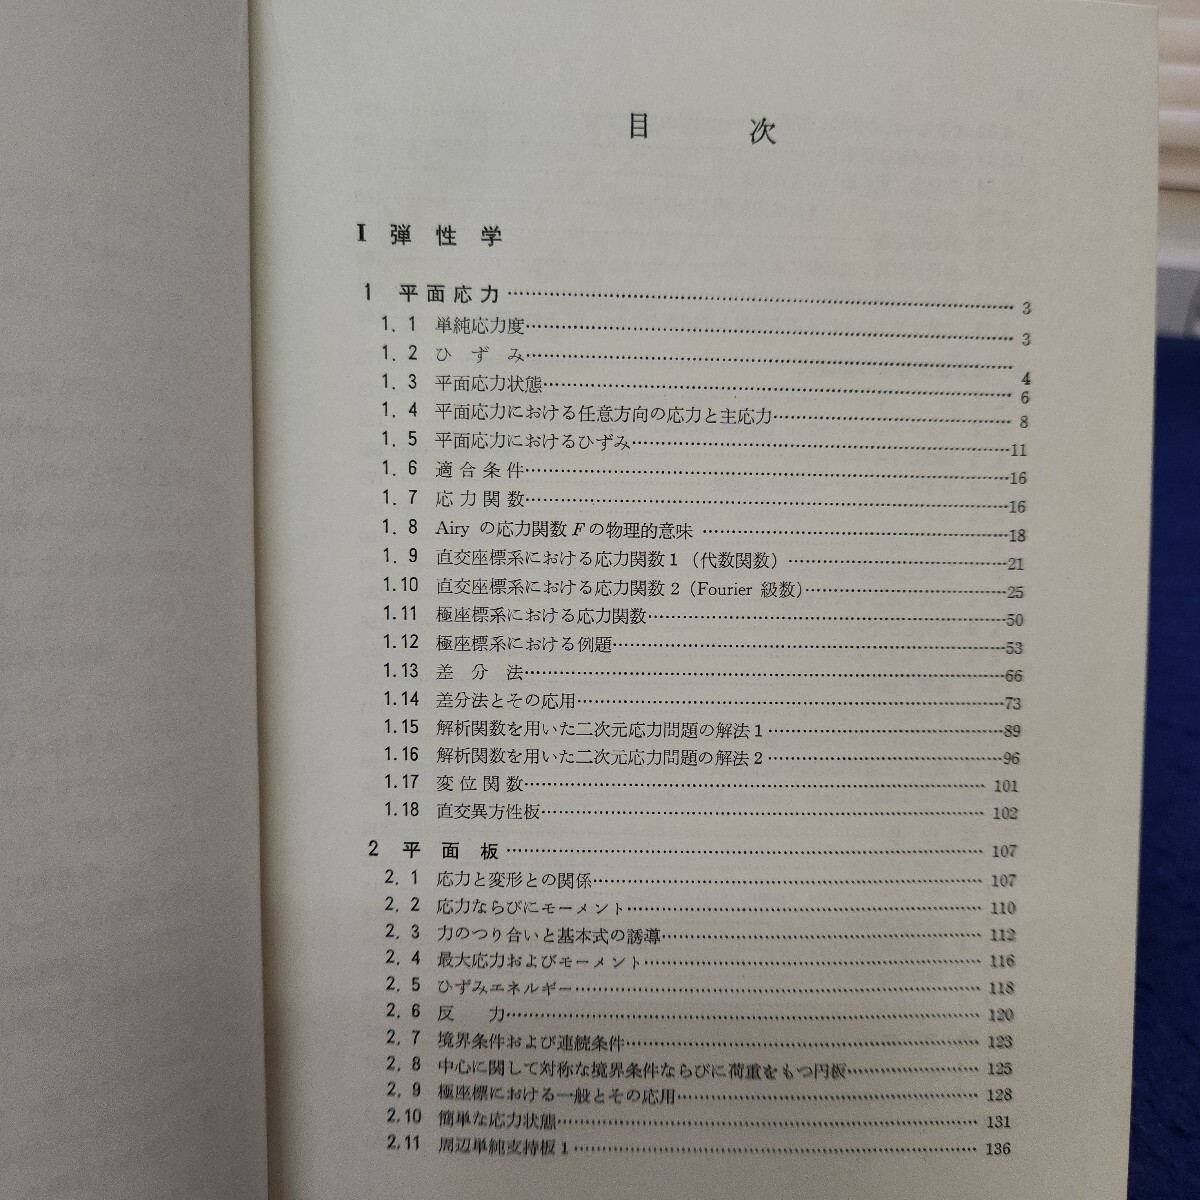 目次
I 弾性学
1 平面応力……3
1.1 単純応力度……3
1.2 ひずみ……4
1.3 平面応力状態……6
1.4 平面応力における任意方向の応力と主応力……8
1.5 平面応力におけるひずみ……11
1.6 適合条件……16
1.7 応力関数……16
1.8 Airy の応力関数Fの物理的意味……18
1.9 直交座標系における応力関数1（代数関数）……21
1.10 直交座標系における応力関数2（Fourier 級数）……25
1.11 極座標系における応力関数……50
1.12 極座標系における例題……53
1.13 差分法……66
1.14 差分法とその応用……73
1.15 解析関数を用いた二次元応力問題の解法1……89
1.16 解析関数を用いた二次元応力問題の解法2……96
1.17 変位関数……101
1.18 直交異方性板……102
2 平面板……107
2.1 応力と変形との関係……107
2.2 応力ならびにモーメント……110
2.3 力のつり合いと基本式の誘導……112
2.4 最大応力およびモーメント……116
2.5 ひずみエネルギー……118
2.6 反力……120
2.7 境界条件および連続条件……123
2.8 中心に関して対称な境界条件ならびに荷重をもつ円板……125
2.9 極座標における一般とその応用……128
2.10 簡単な応力状態……131
2.11 周辺単純支持板1……136